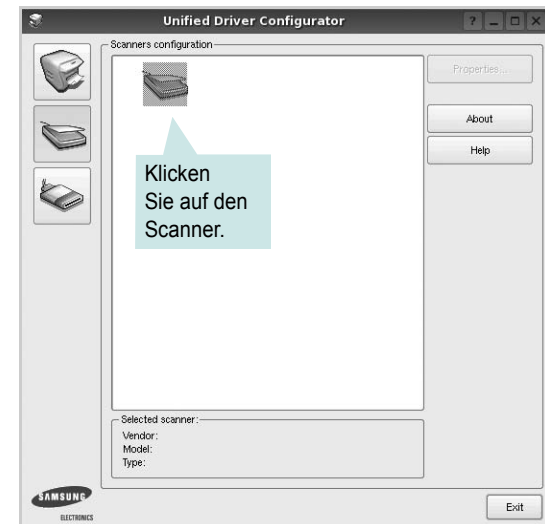 Unified Driver Configurator
Scanners configuration
Properties...
About
Help
Klicken
Sie auf den
Scanner.
Selected scanner:
Vendor:
Model:
Type:
SAMSUNG
ELECTRONICS
Exit